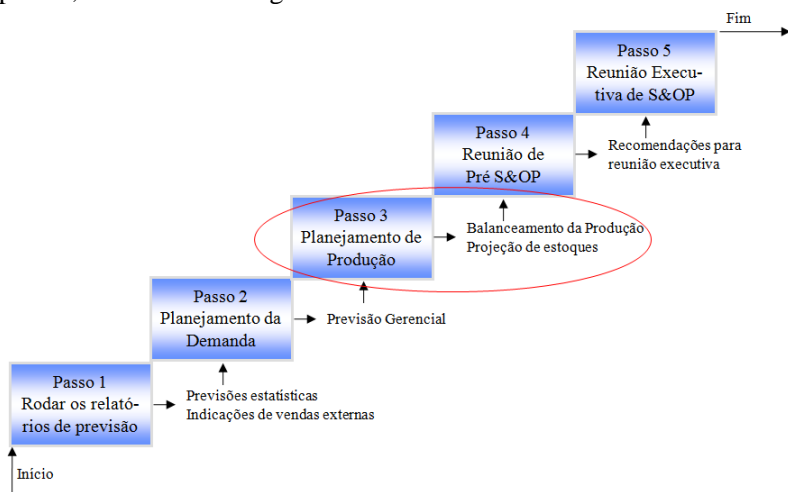 Fim
Passo 5
Reunião Execu-
tiva de S&OP
Passo 4
Reunião de
Pré S&OP
Recomendações para
reunião executiva
Passo 3
Planejamento de
Produção
Balanceamento da Produção
Projeção de estoques
Passo 2
Planejamento da
Demanda
Previsão Gerencial
Passo 1
Rodar os relató-
rios de previsão
Previsões estatísticas
Indicações de vendas externas
Início